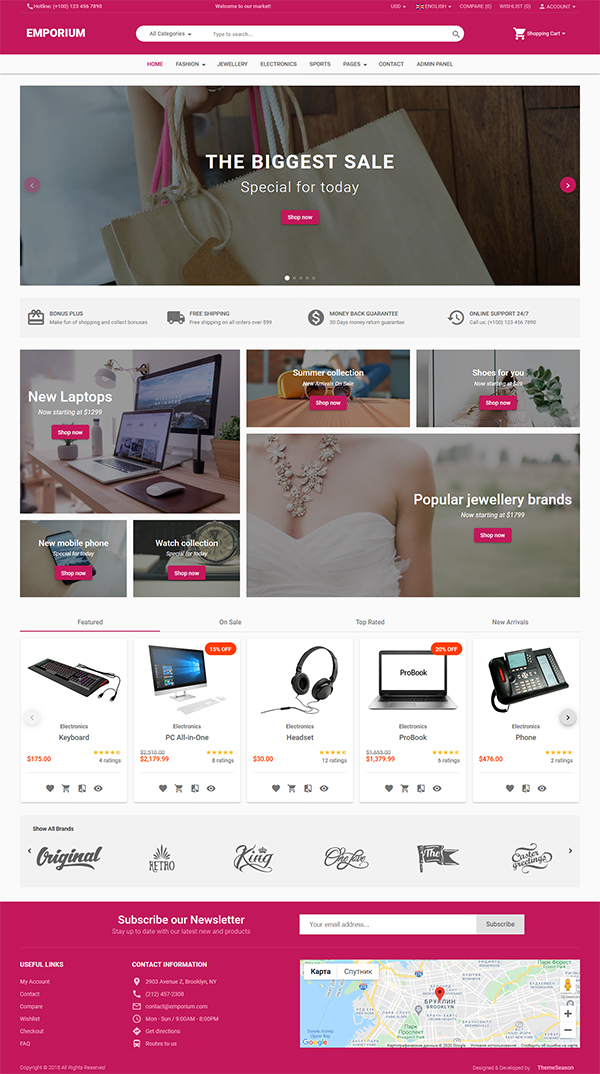 Hotline: (+100) 123 456 7890
Welcome to our market!
USD
ENGLISH
COMPARE (0)
WISHLIST (0)
ACCOUNT
EMPORIUM
All Categories
Type to search...
Shopping Cart
HOME
FASHION
JEWELLERY
ELECTRONICS
SPORTS
PAGES
CONTACT
ADMIN PANEL
THE BIGGEST SALE
Special for today
Shop now
BONUS PLUS
Make fun of shopping and collect bonuses
FREE SHIPPING
Free shipping on all orders over $99
MONEY BACK GUARANTEE
30 Days money return guarantee
ONLINE SUPPORT 24/7
Call us: (+100) 123 456 7890
New Laptops
Now starting at $1299
Shop now
Summer collection
New Arrivals On Sale
Shop now
Shoes for you
Now starting at $99
Shop now
Popular jewellery brands
Now starting at $1799
Shop now
New mobile phone
Special for today
Shop now
Watch collection
Special for today
Shop now
Featured
On Sale
Top Rated
New Arrivals
Electronics
Keyboard
$175.00
4 ratings
15% OFF
Electronics
PC All-in-One
$2,510.00
$2,179.99
8 ratings
Electronics
Headset
$30.00
12 ratings
20% OFF
ProBook
Electronics
ProBook
$1,655.00
$1,379.99
6 ratings
Electronics
Phone
$476.00
2 ratings
Show All Brands
Original
RETRO
King
One love
The
Easter greetings
Subscribe our Newsletter
Stay up to date with our latest new and products
Your email address...
Subscribe
USEFUL LINKS
My Account
Contact
Compare
Wishlist
Checkout
FAQ
CONTACT INFORMATION
2903 Avenue Z, Brooklyn, NY
(212) 457-2308
contact@emporium.com
Mon - Sun / 9:00AM - 8:00PM
Get directions
Routes to us
Карта
Спутник
БРУКЛИН
BROOKLYN
Google
Картографические данные © 2020 Google
Условия использования
Сообщить об ошибке на карте
Copyright © 2018 All Rights Reserved
Designed & Developed by
ThemeSeason